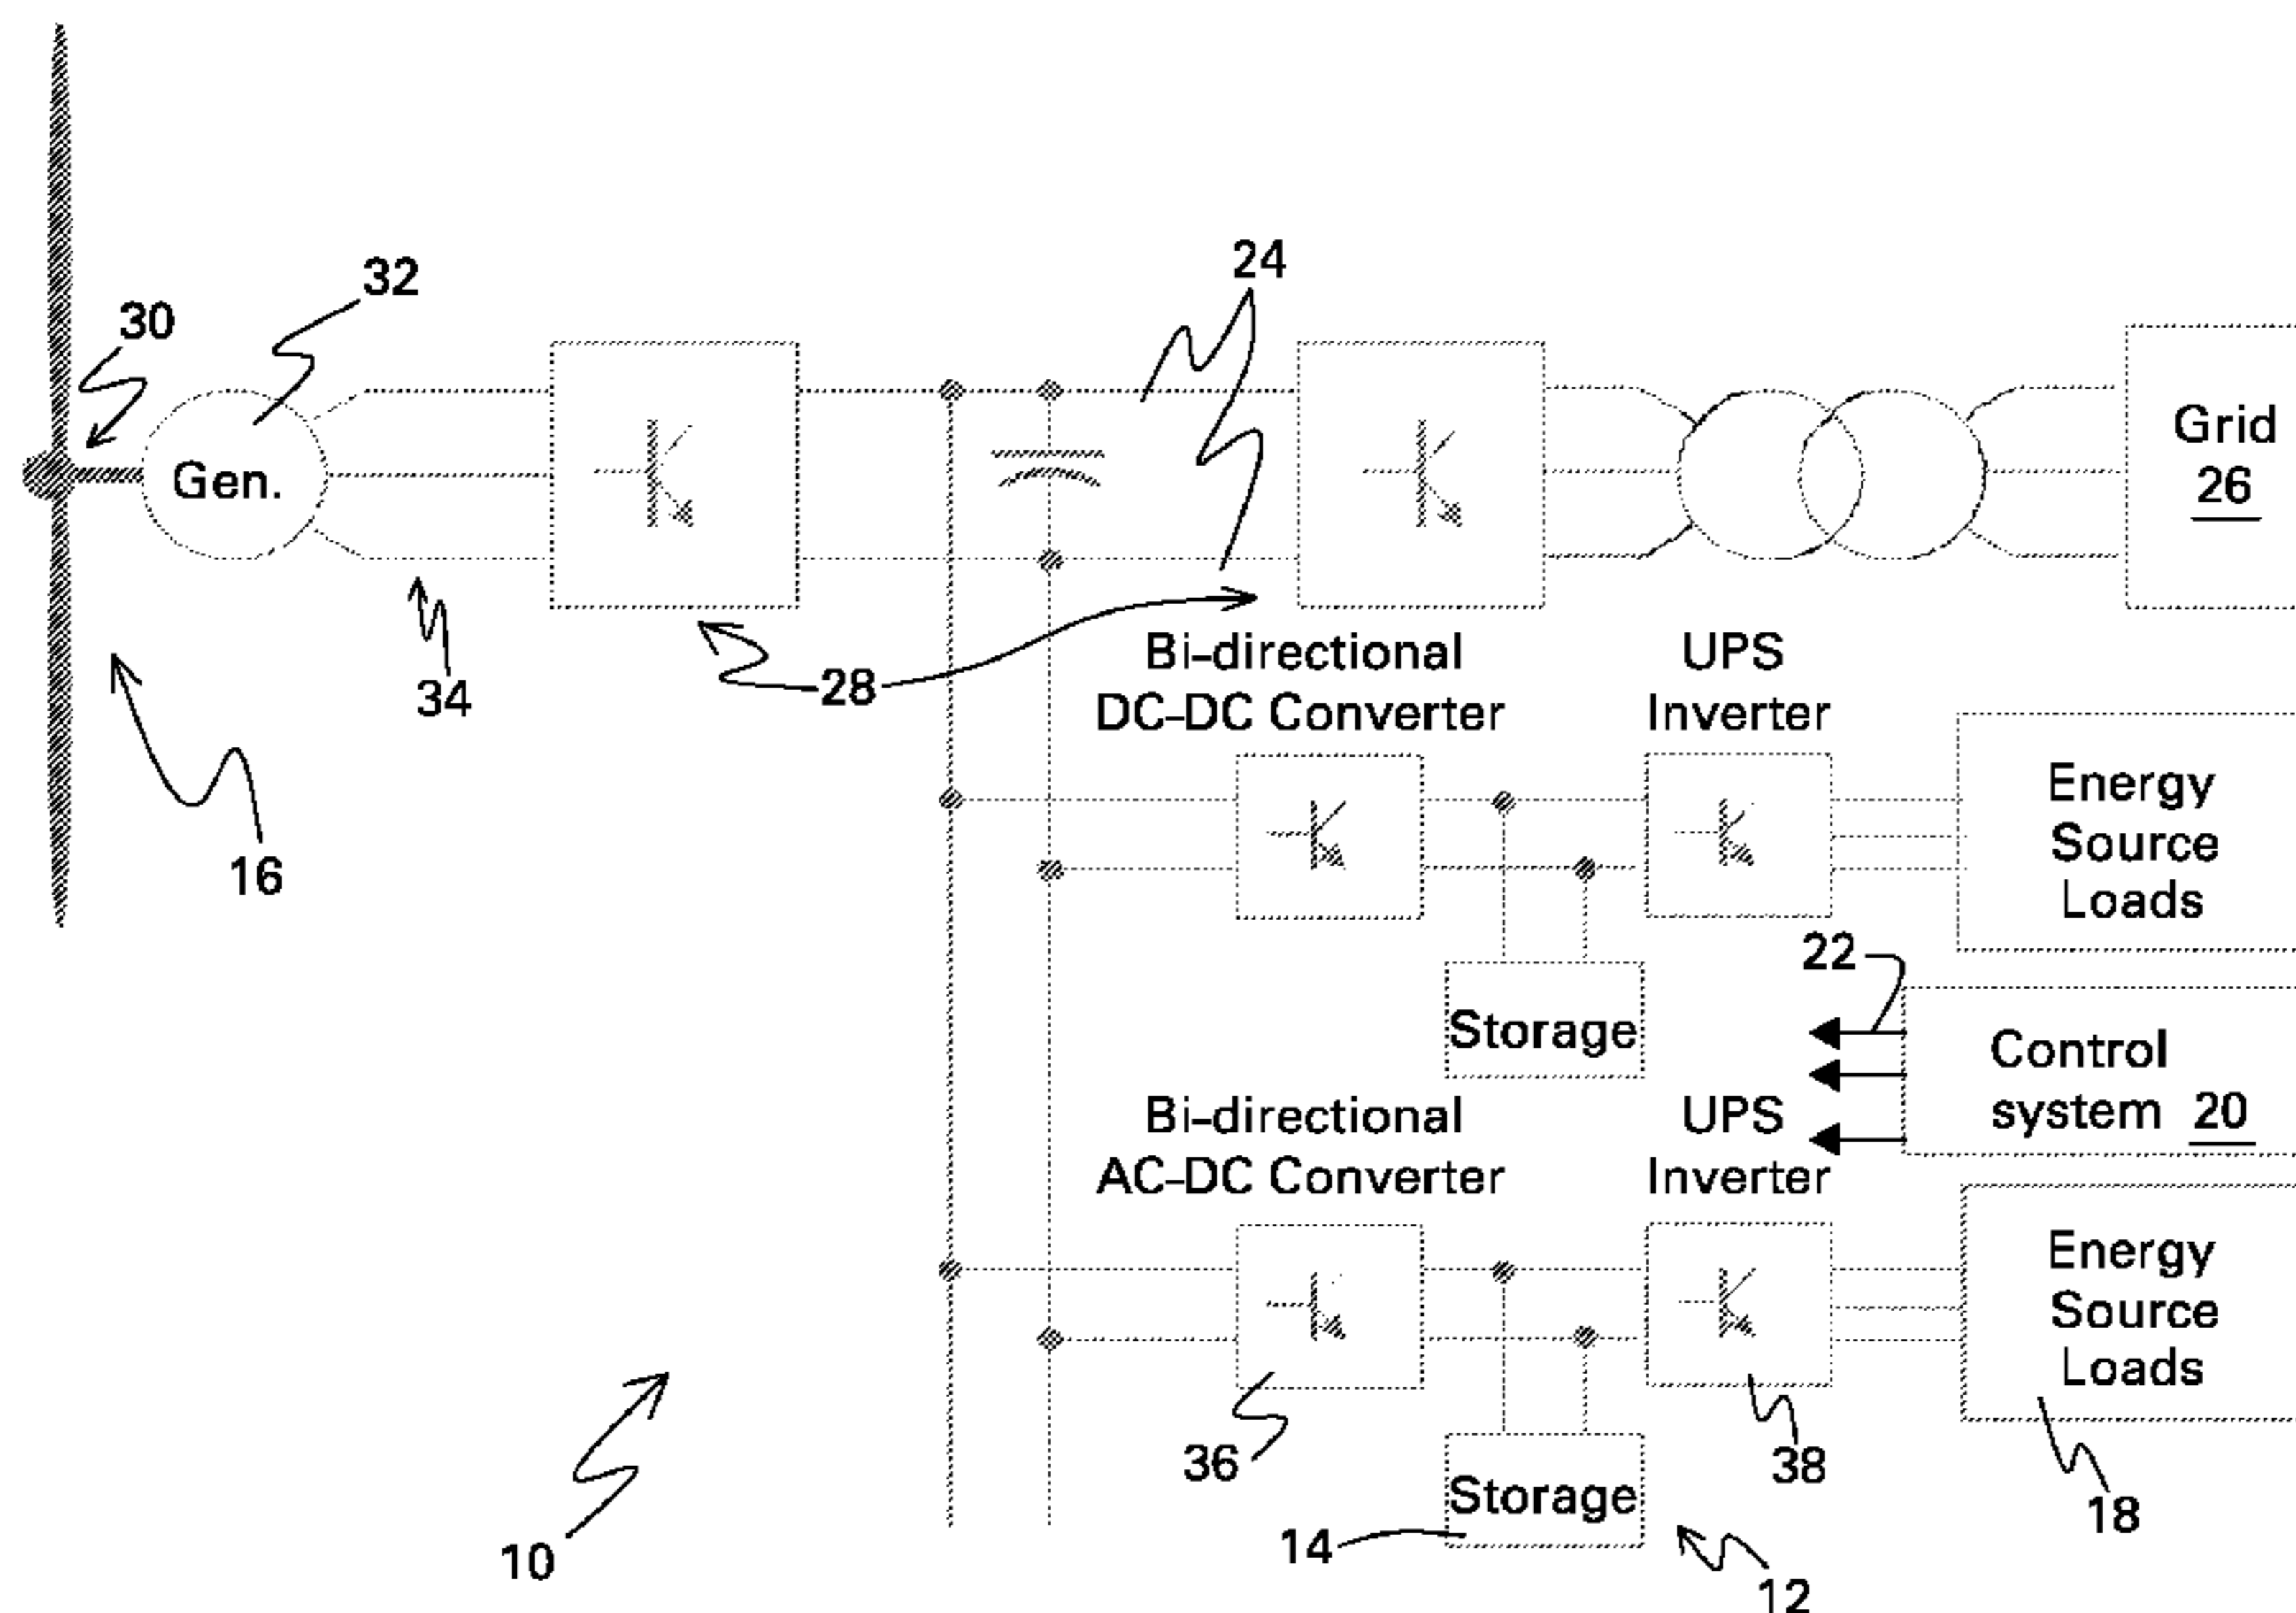 24
32
30
Gen.
Grid
26
34
28
Bi-directional
DC-DC Converter
UPS
Inverter
16
Energy
Source
Loads
22
Storage
Control
system 20
Bi-directional
AC-DC Converter
UPS
Inverter
Energy
Source
Loads
36
38
Storage
18
14
10
12